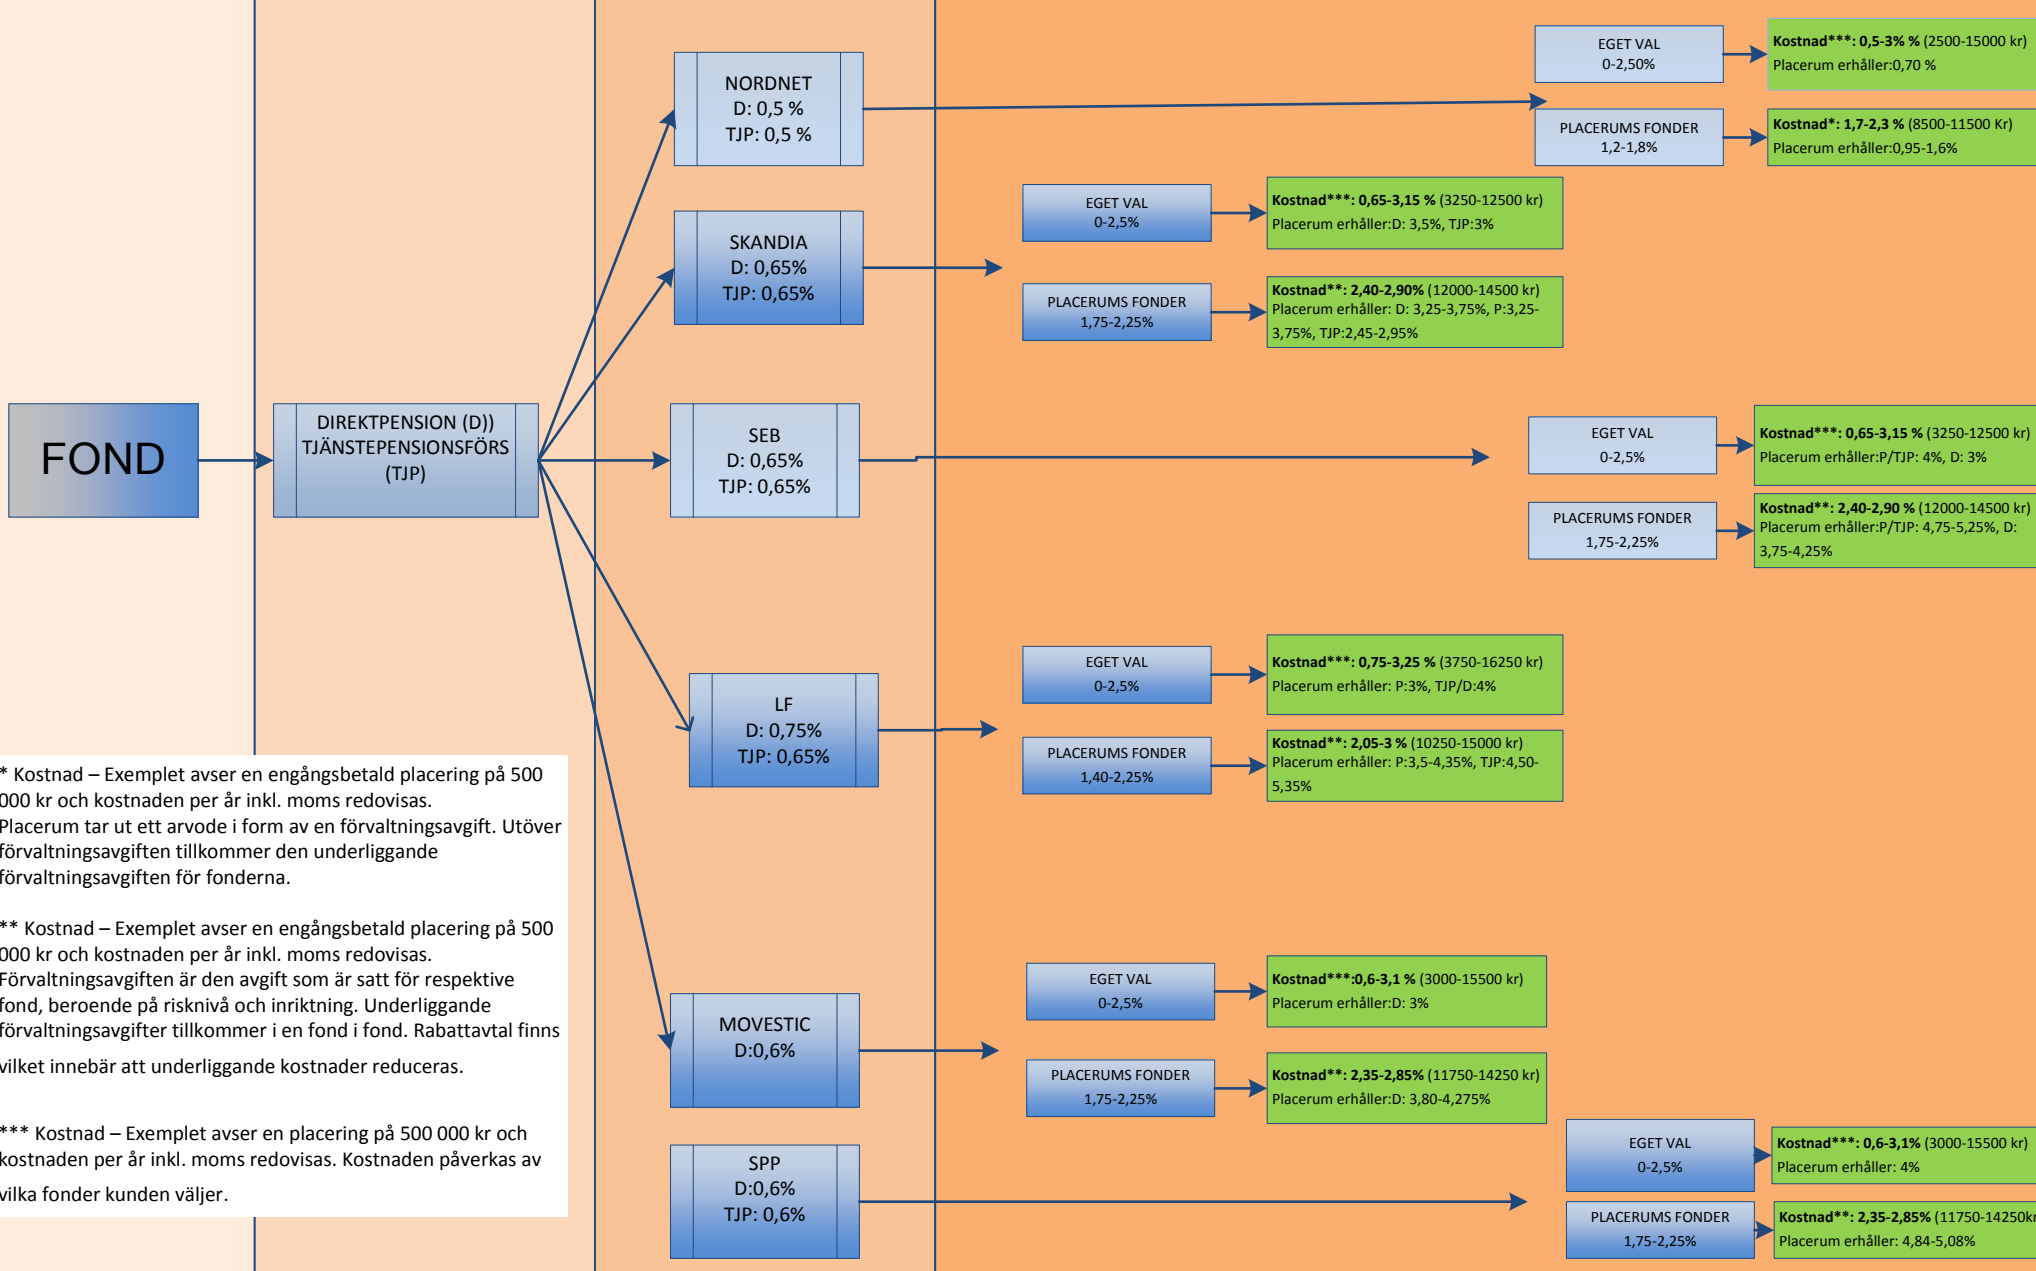 FOND
DIREKTPENSION (D))
TJÄNSTEPENSIONSFÖRS
(TJP)
NORDNET
D: 0,5 %
TJP: 0,5 %
EGET VAL
0-2,50%
Kostnad***: 0,5-3% % (2500-15000 kr)
Placerum erhåller:0,70 %
PLACERUMS FONDER
1,2-1,8%
Kostnad*: 1,7-2,3 % (8500-11500 Kr)
Placerum erhåller:0,95-1,6%
SKANDIA
D: 0,65%
TJP: 0,65%
EGET VAL
0-2,5%
Kostnad***: 0,65-3,15 % (3250-12500 kr)
Placerum erhåller:D: 3,5%, TJP:3%
PLACERUMS FONDER
1,75-2,25%
Kostnad**: 2,40-2,90% (12000-14500 kr)
Placerum erhåller: D: 3,25-3,75%, P:3,25-
3,75%, TJP:2,45-2,95%
SEB
D: 0,65%
TJP: 0,65%
EGET VAL
0-2,5%
Kostnad***: 0,65-3,15 % (3250-12500 kr)
Placerum erhåller:P/TJP: 4%, D: 3%
PLACERUMS FONDER
1,75-2,25%
Kostnad**: 2,40-2,90 % (12000-14500 kr)
Placerum erhåller:P/TJP: 4,75-5,25%, D:
3,75-4,25%
LF
D: 0,75%
TJP: 0,65%
EGET VAL
0-2,5%
Kostnad***: 0,75-3,25 % (3750-16250 kr)
Placerum erhåller: P:3%, TJP/D:4%
PLACERUMS FONDER
1,40-2,25%
Kostnad**: 2,05-3 % (10250-15000 kr)
Placerum erhåller: P:3,5-4,35%, TJP:4,50-
5,35%
MOVESTIC
D:0,6%
EGET VAL
0-2,5%
Kostnad***:0,6-3,1 % (3000-15500 kr)
Placerum erhåller:D: 3%
PLACERUMS FONDER
1,75-2,25%
Kostnad**: 2,35-2,85% (11750-14250 kr)
Placerum erhåller:D: 3,80-4,275%
SPP
D:0,6%
TJP: 0,6%
EGET VAL
0-2,5%
Kostnad***: 0,6-3,1% (3000-15500 kr)
Placerum erhåller: 4%
PLACERUMS FONDER
1,75-2,25%
Kostnad**: 2,35-2,85% (11750-14250kr
Placerum erhåller: 4,84-5,08%
* Kostnad – Exemplet avser en engångsbetald placering på 500
000 kr och kostnaden per år inkl. moms redovisas.
Placerum tar ut ett arvode i form av en förvaltningsavgift. Utöver
förvaltningsavgiften tillkommer den underliggande
förvaltningsavgiften för fonderna.
** Kostnad – Exemplet avser en engångsbetald placering på 500
000 kr och kostnaden per år inkl. moms redovisas.
Förvaltningsavgiften är den avgift som är satt för respektive
fond, beroende på risknivå och inriktning. Underliggande
förvaltningsavgifter tillkommer i en fond i fond. Rabattavtal finns
vilket innebär att underliggande kostnader reduceras.
*** Kostnad – Exemplet avser en placering på 500 000 kr och
kostnaden per år inkl. moms redovisas. Kostnaden påverkas av
vilka fonder kunden väljer.